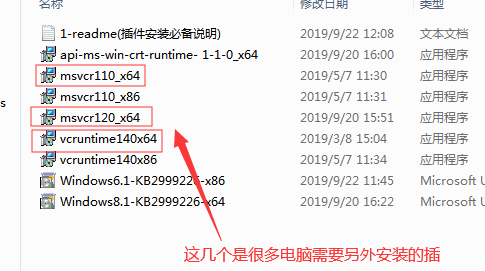 名称 修改日期 类型
1-readme(插件安装必备说明) 2019/9/22 12:08 文本文档
api-ms-win-crt-runtime- 1-1-0_x64 2019/9/20 16:00 应用程序
msvcr110_x64 2019/5/7 11:30 应用程序
msvcr110_x86 2019/5/7 11:31 应用程序
msvcr120_x64 2019/9/20 15:51 应用程序
vcruntime140x64 2019/3/8 15:04 应用程序
vcruntime140x86 2019/5/7 11:34 应用程序
Windows6.1-KB2999226-x86 2019/9/22 11:45 Microsoft U
Windows8.1-KB2999226-x64 2019/9/20 16:22 Microsoft U
s
这几个是很多电脑需要另外安装的插